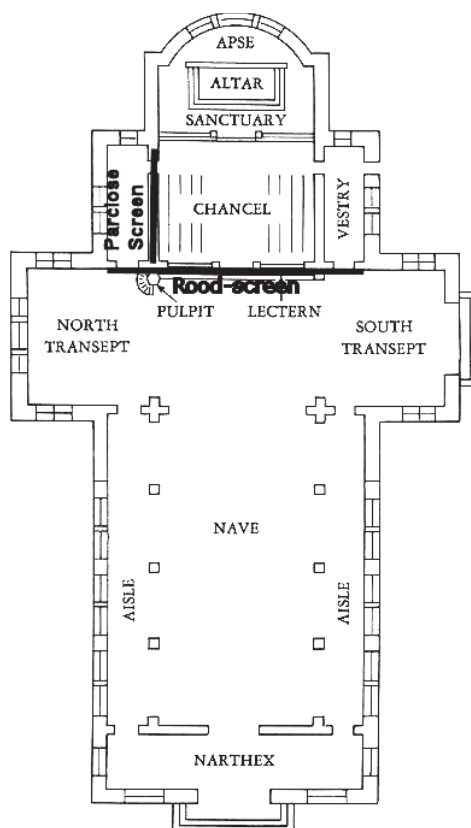 APSE
ALTAR
SANCTUARY
Parclose
Screen
CHANCEL
VESTRY
Rood-screen
PULPIT
LECTERN
NORTH
TRANSEPT
SOUTH
TRANSEPT
NAVE
AISLE
AISLE
NARTHEX